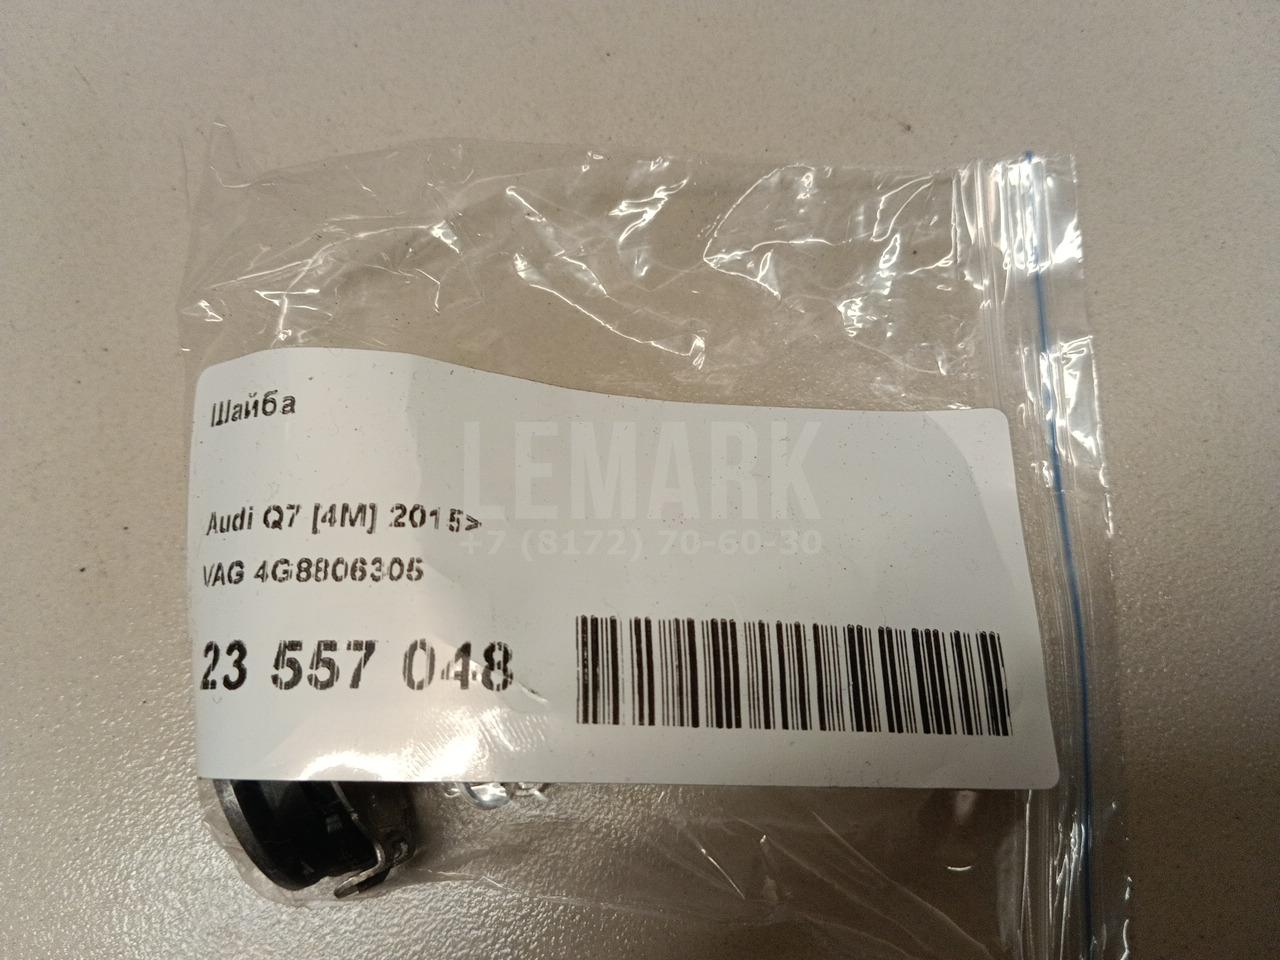 Шайба
LEMARK
Audi Q7 [4M] 2015>
+7 (8172) 70-60-30
VAG 4G8806305
23 557 048